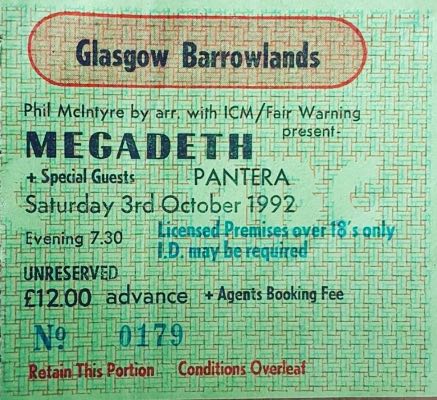 Glasgow Barrowlands
Phil McIntyre by arr. with ICM/Fair Warning
present-
MEGADETH
+ Special Guests PANTERA
Saturday 3rd October 1992
Evening 7.30 Licensed Premises over 18's only
I.D. may be required
UNRESERVED
£12.00 advance + Agents Booking Fee
Nº 0179
Retain This Portion Conditions Overleaf